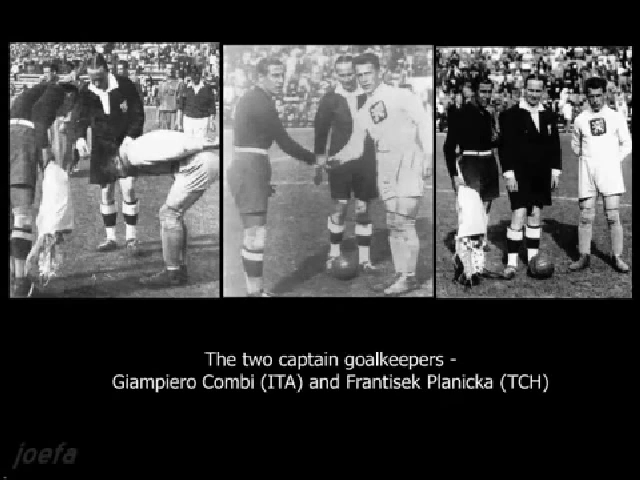 The two captain goalkeepers -
Giampiero Combi (ITA) and Frantisek Planicka (TCH)
joefa